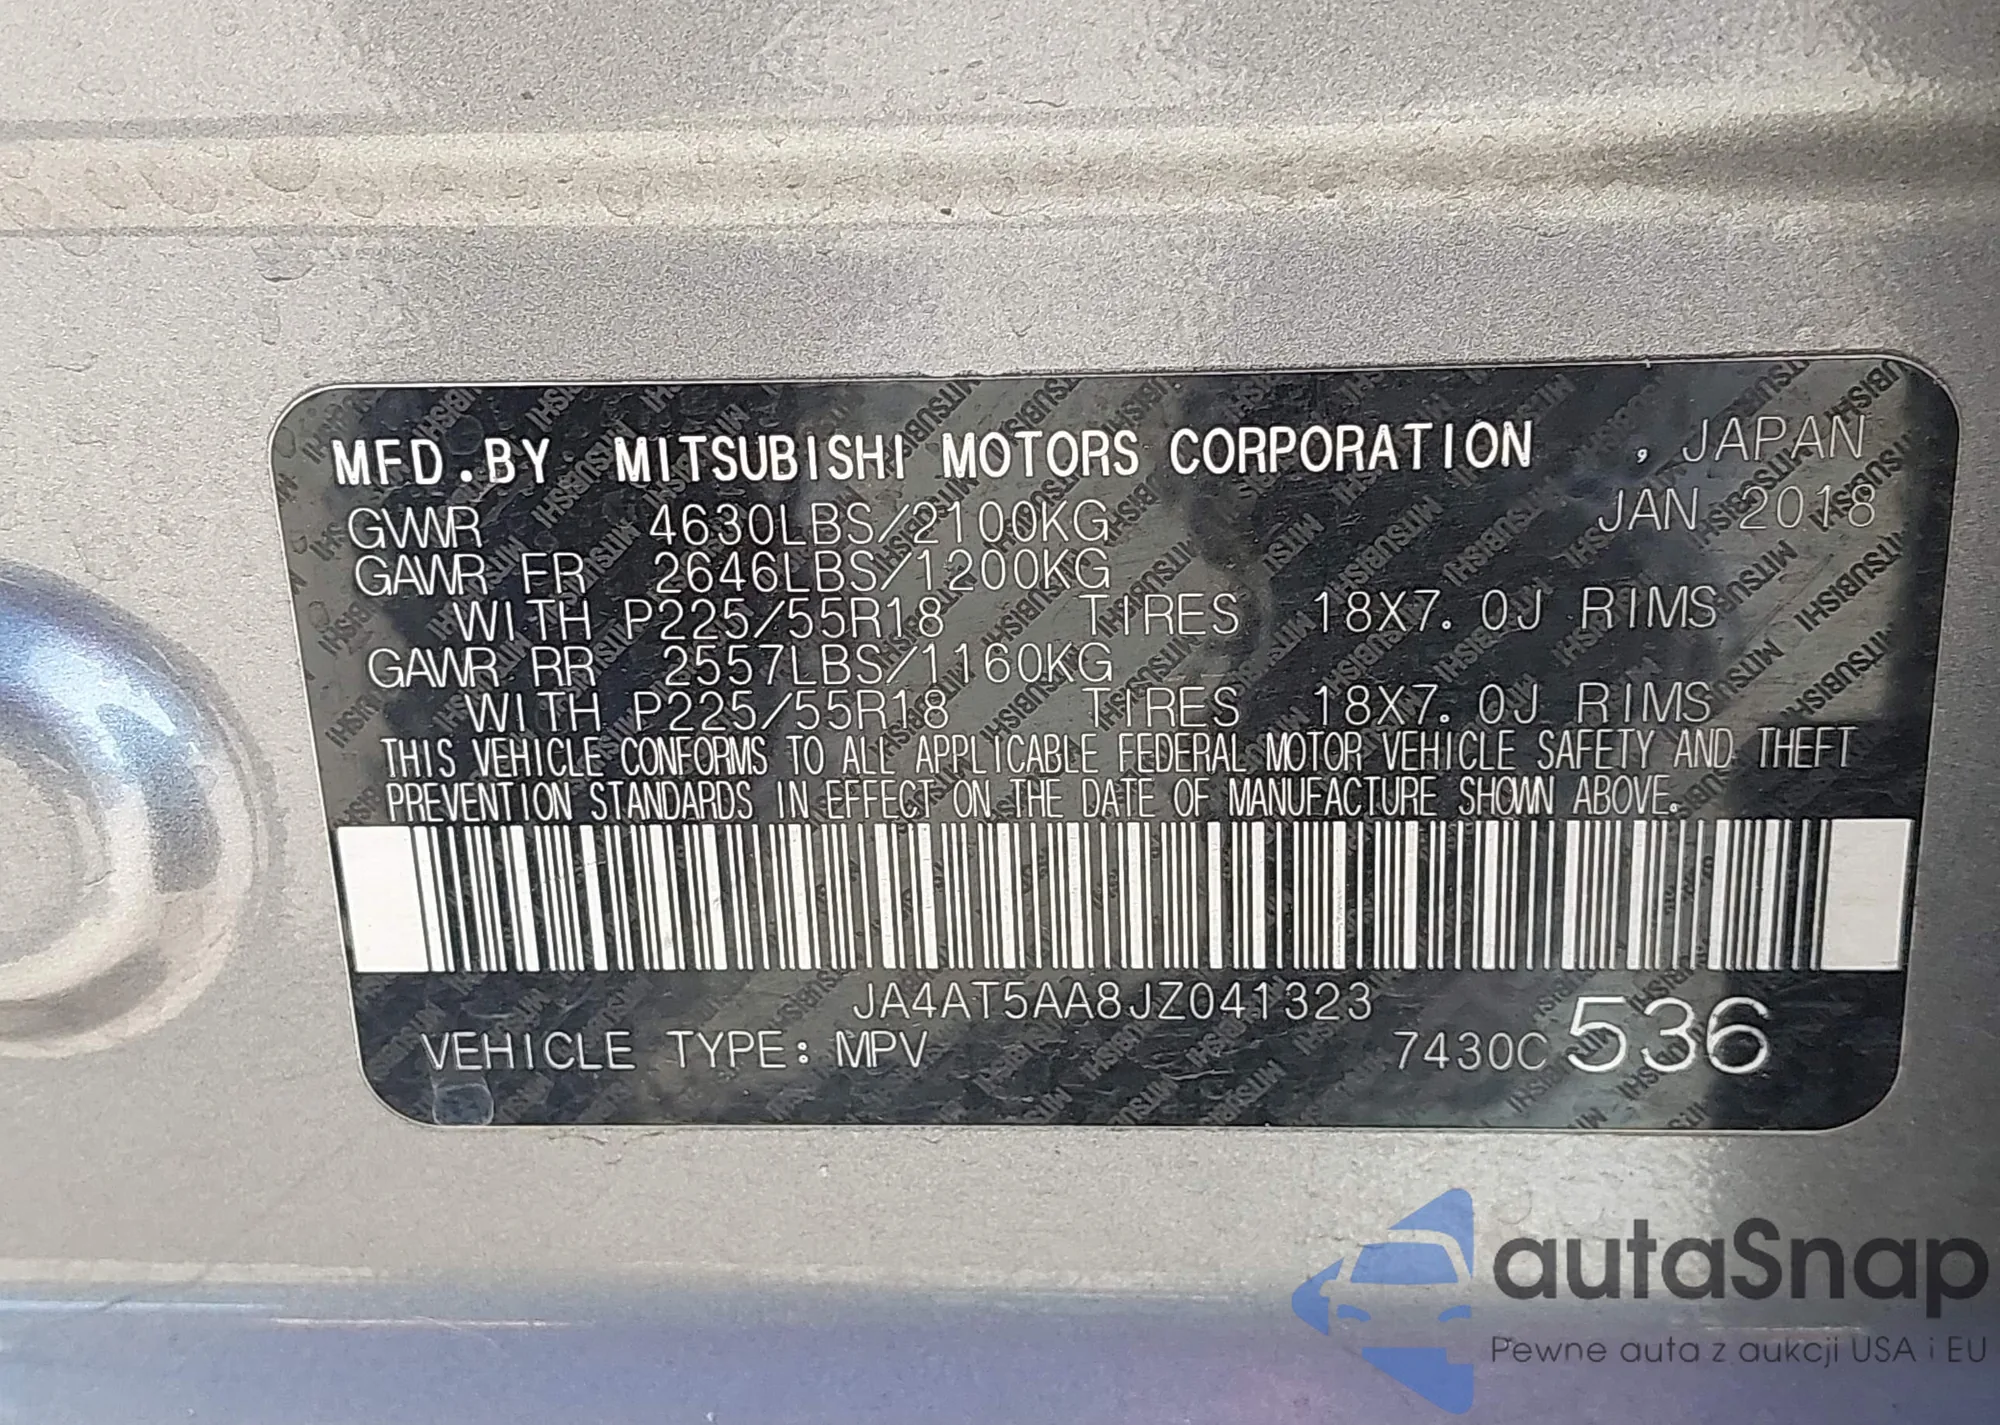 MFD.BY MITSUBISHI MOTORS CORPORATION , JAPAN
GVWR 4630LBS/2100KG JAN 2018
GAWR FR 2646LBS/1200KG
WITH P225/55R18 TIRES 18X7.0J RIMS
GAWR RR 2557LBS/1160KG
WITH P225/55R18 TIRES 18X7.0J RIMS
THIS VEHICLE CONFORMS TO ALL APPLICABLE FEDERAL MOTOR VEHICLE SAFETY AND THEFT
PREVENTION STANDARDS IN EFFECT ON THE DATE OF MANUFACTURE SHOWN ABOVE.
JA4AT5AA8JZ041323
VEHICLE TYPE: MPV 7430C 536
autaSnap
Pewne auta z aukcji USA i EU